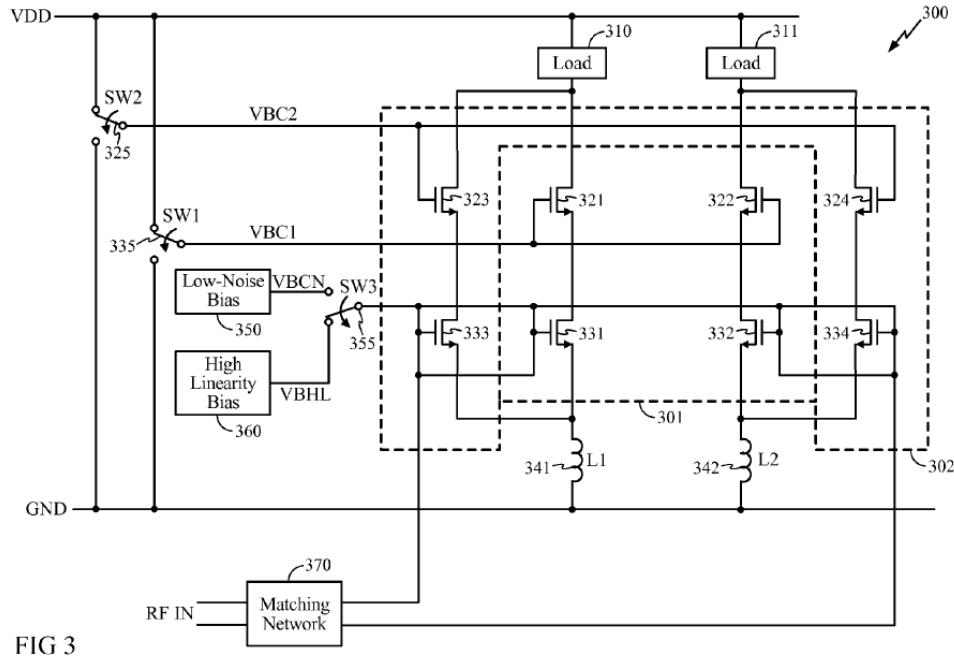 VDD
310
311
300
Load
Load
SW2
VBC2
325
323
321
322
324
SW1
335
VBC1
Low-Noise
Bias
VBCN
SW3
350
355
333
331
332
334
High
Linearity
Bias
VBHL
360
301
341
L1
342
L2
302
GND
370
RF IN
Matching
Network
FIG 3